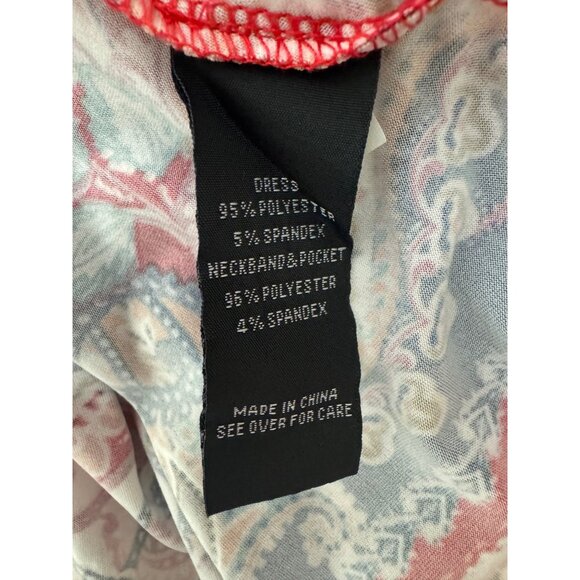 DRESS
95% POLYESTER
5% SPANDEX
NECKBAND&POCKET
96% POLYESTER
4% SPANDEX
MADE IN CHINA
SEE OVER FOR CARE